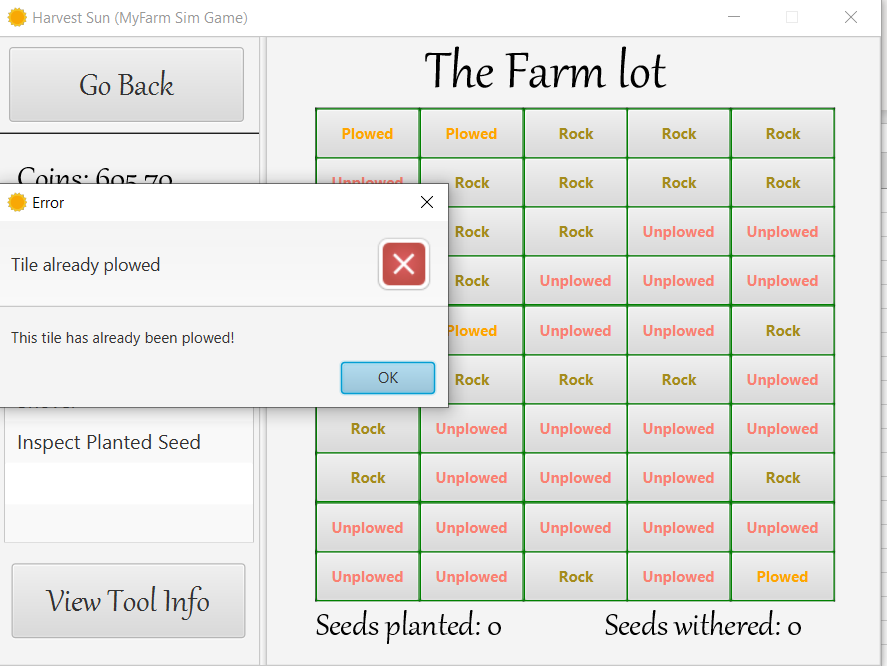 Harvest Sun (MyFarm Sim Game)
Go Back
The Farm lot
Coins: 605.70
Error
Tile already plowed
This tile has already been plowed!
OK
Inspect Planted Seed
View Tool Info
Plowed Plowed Rock Rock Rock
Unplowed Rock Rock Rock Rock
Rock Rock Unplowed Unplowed
Rock Unplowed Unplowed Unplowed
Plowed Unplowed Unplowed Rock
Rock Rock Rock Unplowed
Rock Unplowed Unplowed Unplowed Unplowed
Rock Unplowed Unplowed Unplowed Rock
Unplowed Unplowed Unplowed Unplowed Unplowed
Unplowed Unplowed Rock Unplowed Plowed
Seeds planted: 0
Seeds withered: 0